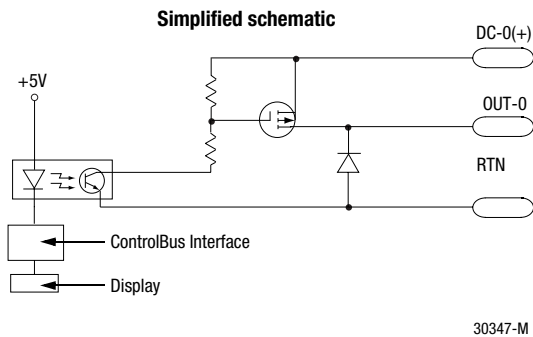 Simplified schematic
DC-0(+)
+5V
OUT-0
RTN
ControlBus Interface
Display
30347-M